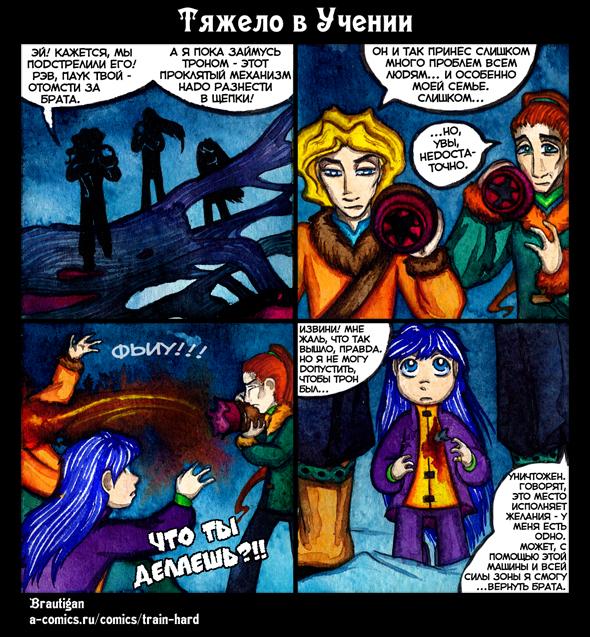 Тяжело в Учении
ЭЙ! КАЖЕТСЯ, МЫ
ПОДСТРЕЛИЛИ ЕГО!
РЭВ, ПАУК ТВОЙ -
ОТОМСТИ ЗА
БРАТА.
А Я ПОКА ЗАЙМУСЬ
ТРОНОМ - ЭТОТ
ПРОКЛЯТЫЙ МЕХАНИЗМ
НАДО РАЗНЕСТИ
В ЩЕПКИ!
ОН И ТАК ПРИНЕС СЛИШКОМ
МНОГО ПРОБЛЕМ ВСЕМ
ЛЮДЯМ... И ОСОБЕННО
МОЕЙ СЕМЬЕ.
СЛИШКОМ...
...НО,
УВЫ,
НЕДОСТА-
ТОЧНО.
ФЬИУ!!!
ЧТО ТЫ
ДЕЛАЕШЬ?!!
ИЗВИНИ! МНЕ
ЖАЛЬ, ЧТО ТАК
ВЫШЛО, ПРАВДА.
НО Я НЕ МОГУ
ДОПУСТИТЬ,
ЧТОБЫ ТРОН
БЫЛ...
УНИЧТОЖЕН.
ГОВОРЯТ,
ЭТО МЕСТО
ИСПОЛНЯЕТ
ЖЕЛАНИЯ - У
МЕНЯ ЕСТЬ
ОДНО.
МОЖЕТ, С
ПОМОЩЬЮ ЭТОЙ
МАШИНЫ И ВСЕЙ
СИЛЫ ЗОНЫ Я СМОГУ
...ВЕРНУТЬ БРАТА.
Brautigan
a-comics.ru/comics/train-hard